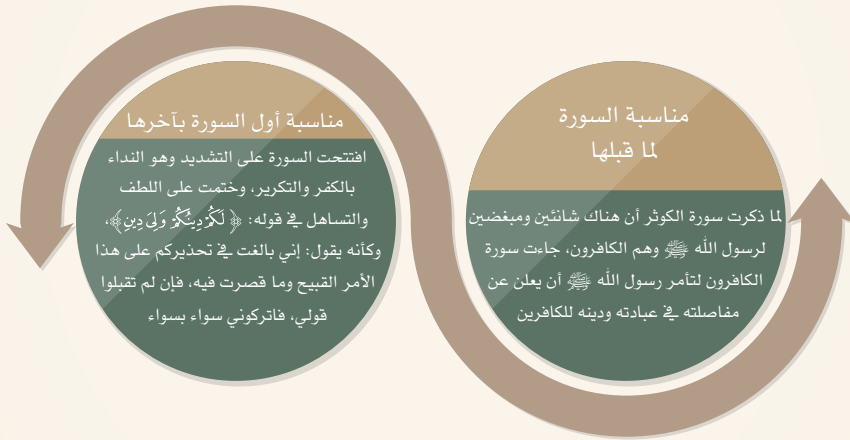 مناسبة السورة
لما قبلها
لما ذكرت سورة الكوثر أن هناك شانئين ومبغضين
لرسول الله ﷺ وهم الكافرون، جاءت سورة
الكافرون لتأمر رسول الله ﷺ أن يعلن عن
مفاصلته في عبادته ودينه للكافرين
مناسبة أول السورة بآخرها
افتتحت السورة على التشديد وهو النداء
بالكفر والتكرير، وختمت على اللطف
والتساهل في قوله: ﴿لَكُمْ دِينُكُمْ وَلِيَ دِينِ﴾،
وكأنه يقول: إني بالغت في تحذيركم على هذا
الأمر القبيح وما قصرت فيه، فإن لم تقبلوا
قولي، فاتركوني سواء بسواء